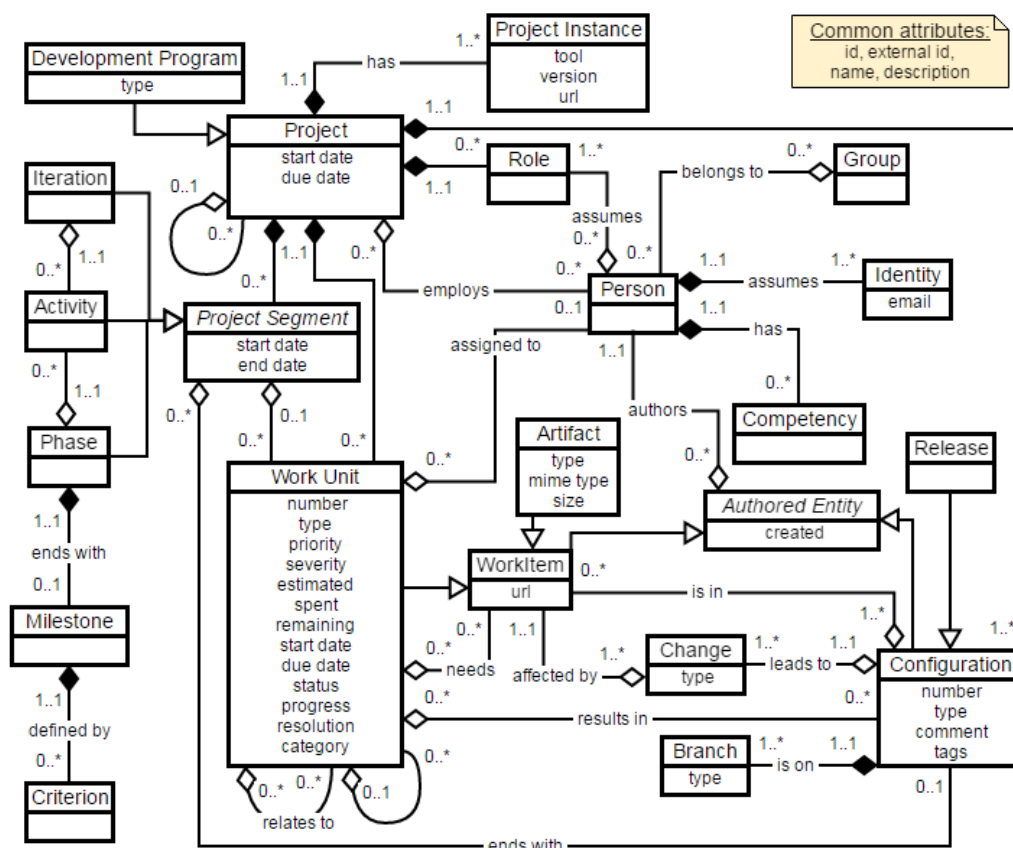 Project Instance
tool
version
url
Common attributes:
id, external id,
name, description
Development Program
type
has
1..*
1..1
Project
start date
due date
1..1
0..*
1..1
Role
1..*
belongs to
0..*
Group
Iteration
0..1
0..*
assumes
0..*
1..1
0..*
0..*
0..*
0..*
1..1
0..*
Activity
0..*
employs
Person
0..1
1..1
assumes
1..*
Identity
email
1..1
has
Project Segment
start date
end date
assigned to
1..1
0..*
1..1
0..*
0..1
authors
0..*
Competency
Phase
0..*
0..*
0..*
0..*
Artifact
type
mime type
size
Release
Work Unit
number
type
priority
severity
estimated
spent
remaining
start date
due date
status
progress
resolution
category
Authored Entity
created
1..1
ends with
0..1
WorkItem
url
0..*
is in
1..*
1..*
Milestone
0..*
needs
0..*
1..1
affected by
1..*
Change
type
1..*
leads to
1..1
Configuration
number
type
comment
tags
0..*
results in
0..*
1..1
defined by
0..*
Branch
type
1..*
is on
1..1
0..*
0..1
Criterion
0..*
0..*
0..1
relates to
ends with